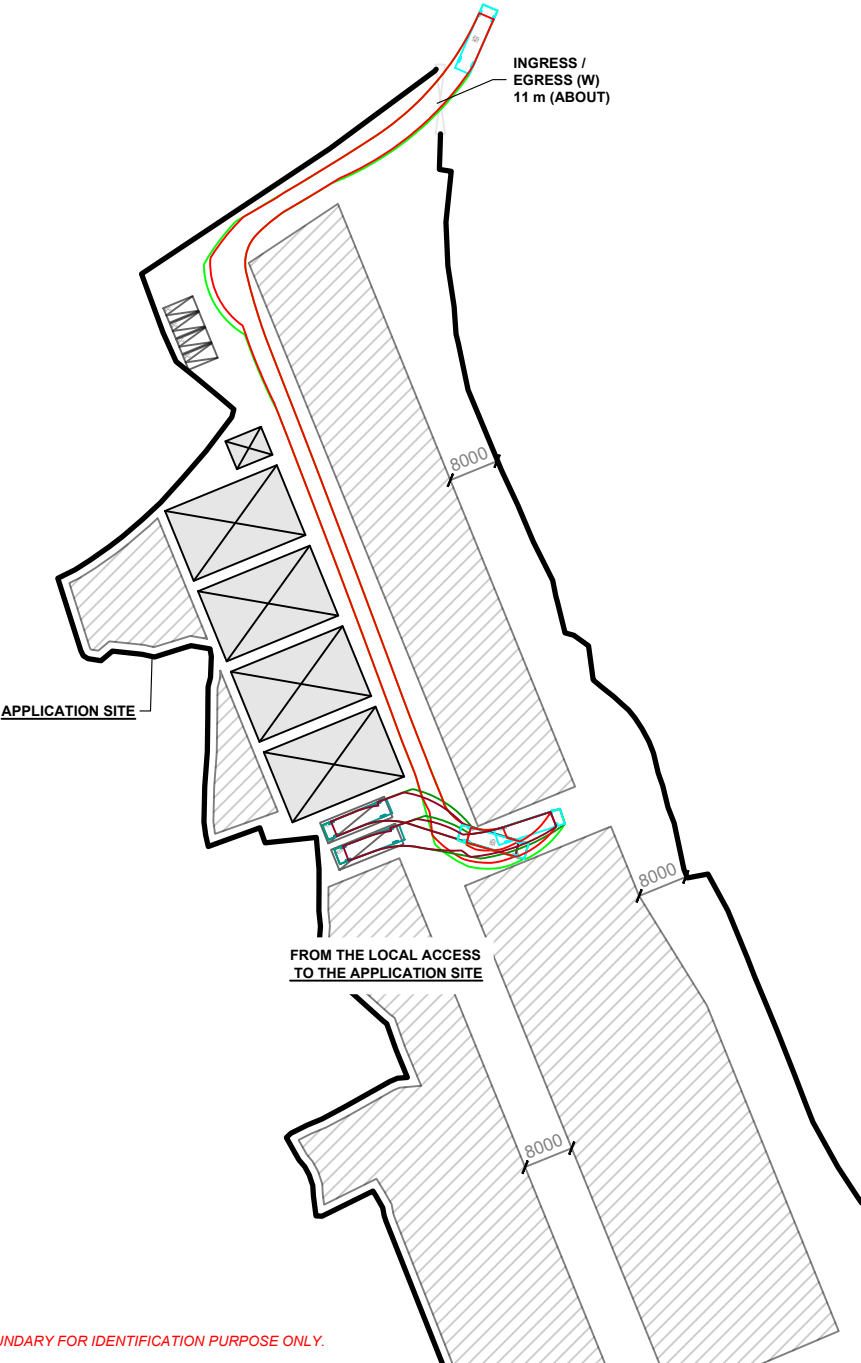 INGRESS /
EGRESS (W)
11 m (ABOUT)
8000
APPLICATION SITE
8000
FROM THE LOCAL ACCESS
TO THE APPLICATION SITE
8000
UNDARY FOR IDENTIFICATION PURPOSE ONLY.